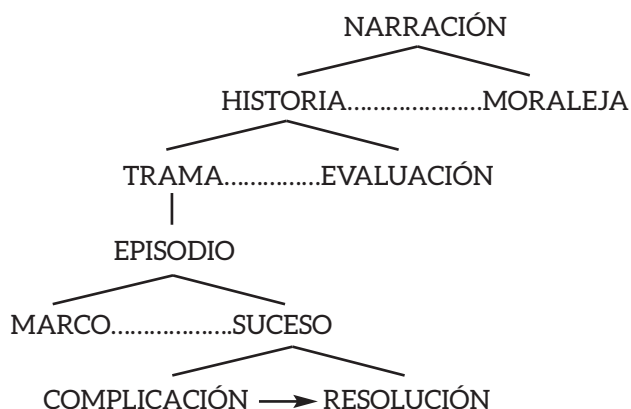 NARRACIÓN
HISTORIA......................MORALEJA
TRAMA...............EVALUACIÓN
EPISODIO
MARCO...................SUCESO
COMPLICACIÓN → RESOLUCIÓN